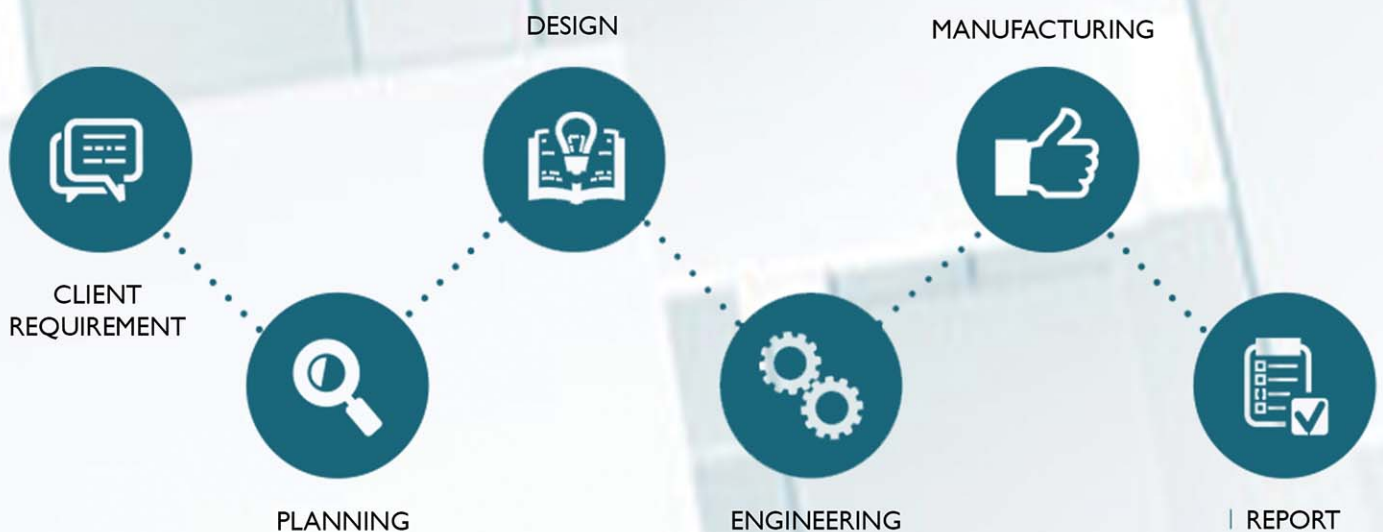 DESIGN
MANUFACTURING
CLIENT
REQUIREMENT
PLANNING
ENGINEERING
| REPORT